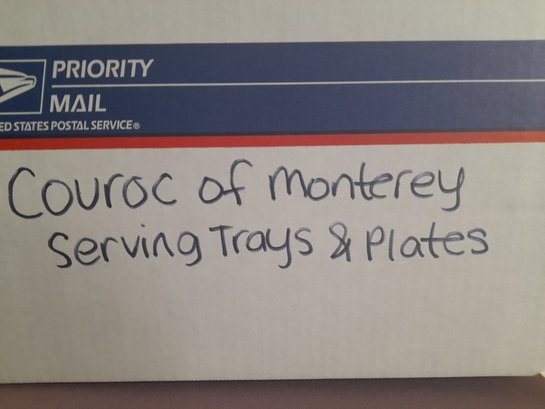 PRIORITY
MAIL
ED STATES POSTAL SERVICE®
Couroc of Monterey
Serving Trays & Plates